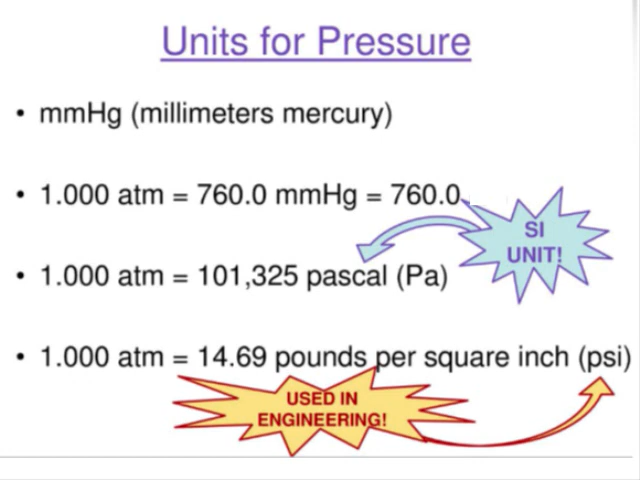 Units for Pressure
• mmHg (millimeters mercury)
• 1.000 atm = 760.0 mmHg = 760.0
SI
UNIT!
• 1.000 atm = 101,325 pascal (Pa)
• 1.000 atm = 14.69 pounds per square inch (psi)
USED IN
ENGINEERING!